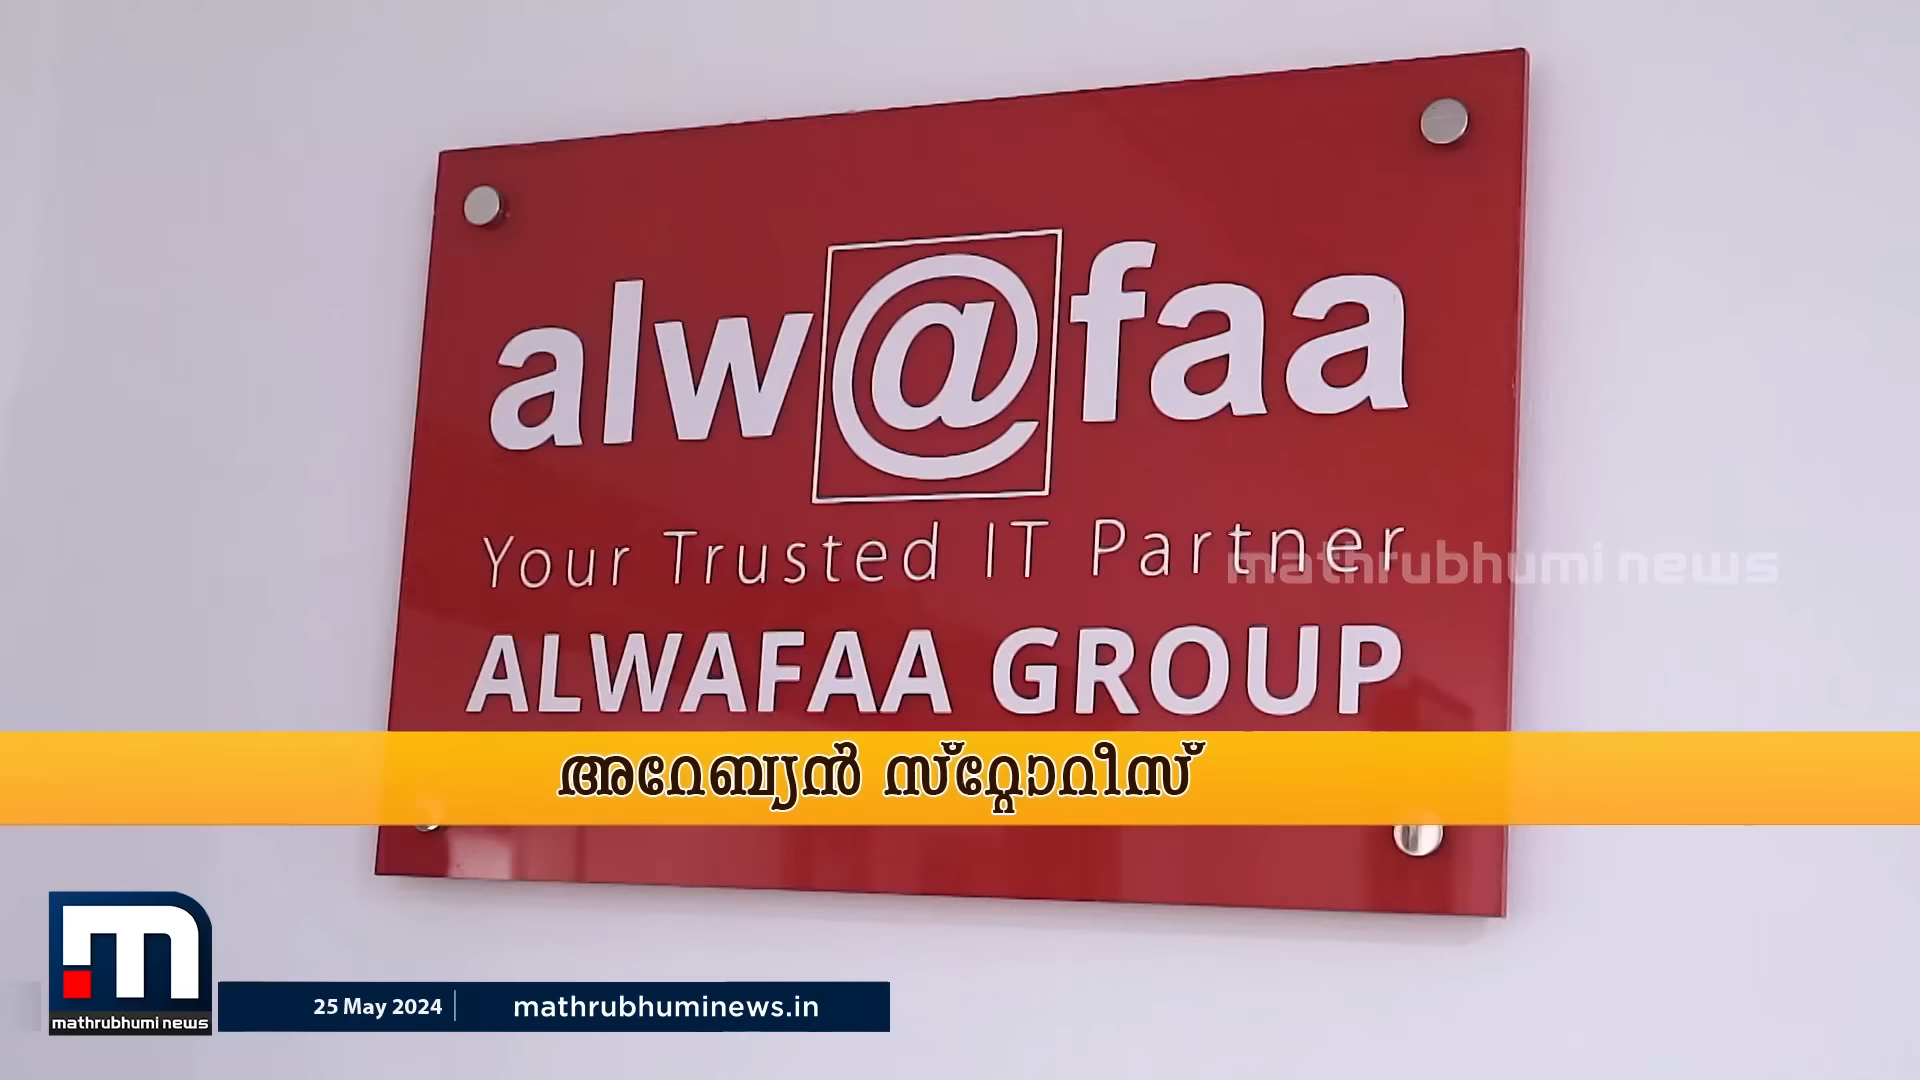 alw@faa
Your Trusted IT Partner
mathrubhumi news
ALWAFAA GROUP
അറേബ്യൻ സ്റ്റോറീസ്
mathrubhumi news
25 May 2024
mathrubhuminews.in